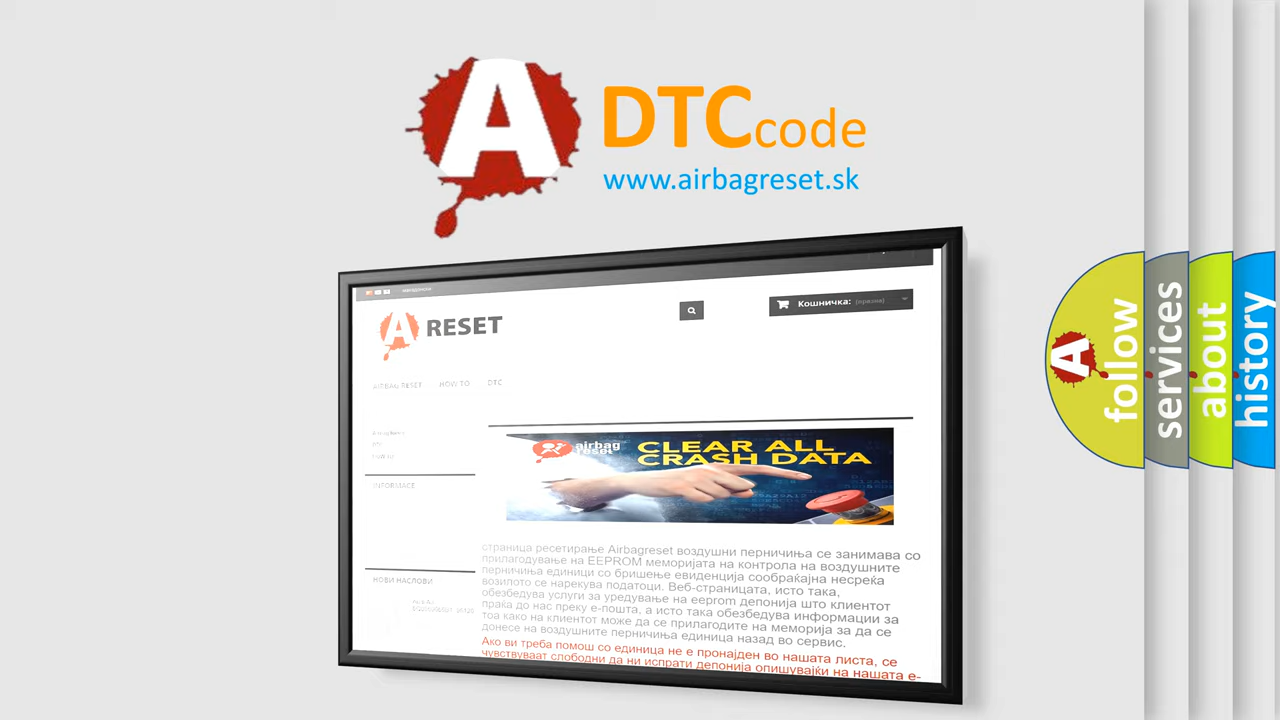 A
DTCcode
www.airbagreset.sk
Кошничка: (празна)
A RESET
AIRBAG RESET HOW TO DTC
INFORMACE
airbag reset
CLEAR ALL
CRASH DATA
НОВИ НАСЛОВИ
страница ресетирање Airbagreset воздушни перничиња се занимава со
прилагодување на EEPROM меморијата на контрола на воздушните
перничиња единици со бришење евиденција сообраќајна несреќа
возилото се нарекува податоци. Веб-страницата, исто така,
обезбедува услуги за уредување на eeprom депонија што клиентот
праќа до нас преку е-пошта, а исто така обезбедува информации за
тоа како на клиентот може да се прилагодите на меморија за да се
донесе на воздушните перничиња единица назад во сервис.
Ако ви треба помош со единица не е пронајден во нашата листа, се
чувствуваат слободни да ни испрати депонија опишувајќи на нашата е-
A
follow
services
about
history